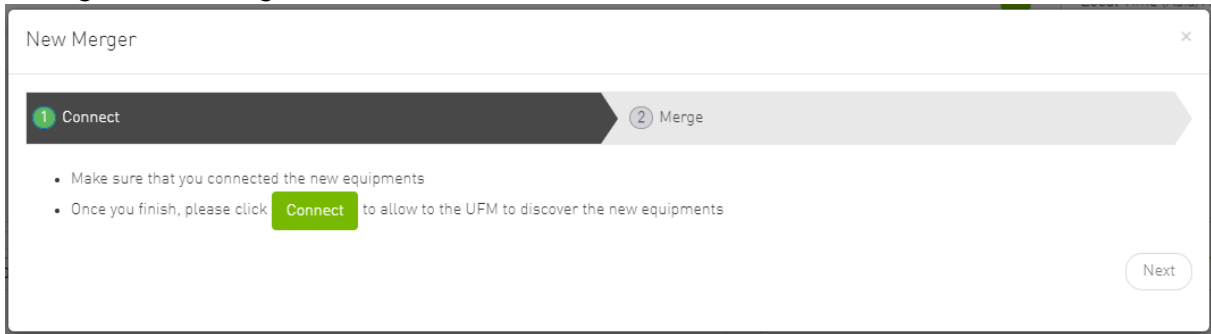 New Merger
×
1 Connect
2 Merge
• Make sure that you connected the new equipments
• Once you finish, please click Connect to allow to the UFM to discover the new equipments
Next